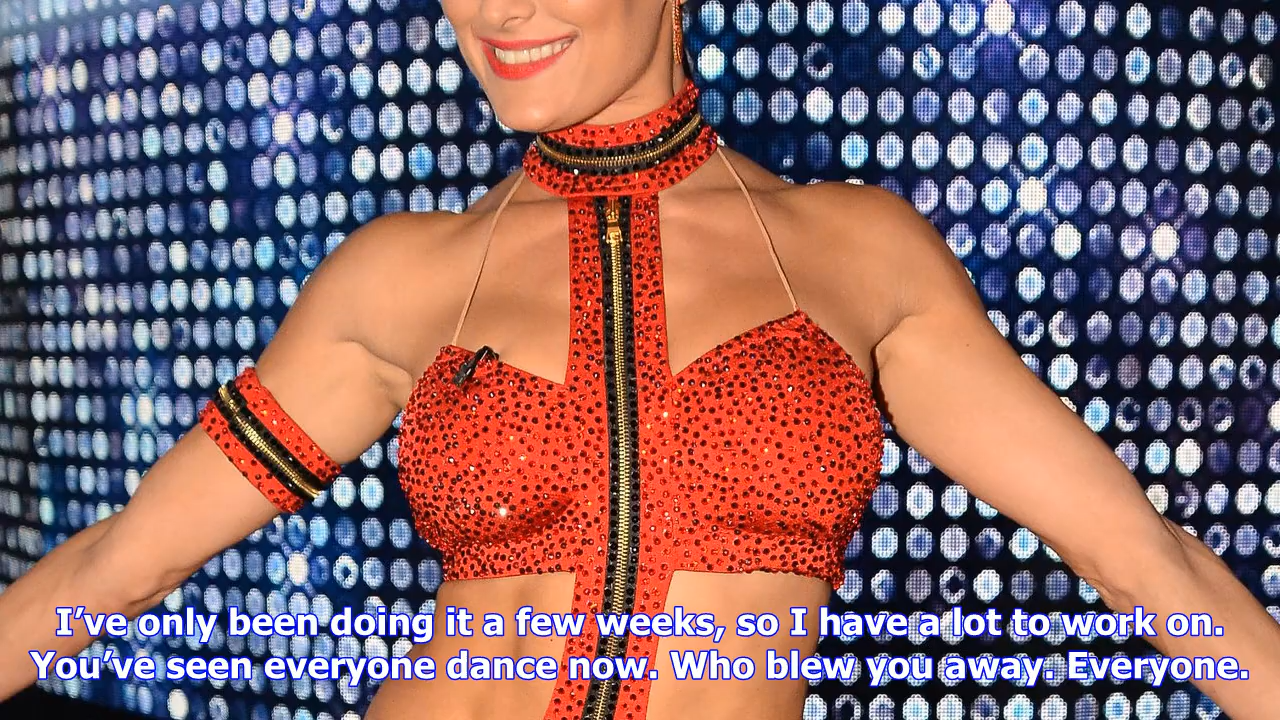 I’ve only been doing it a few weeks, so I have a lot to work on.
You’ve seen everyone dance now. Who blew you away. Everyone.